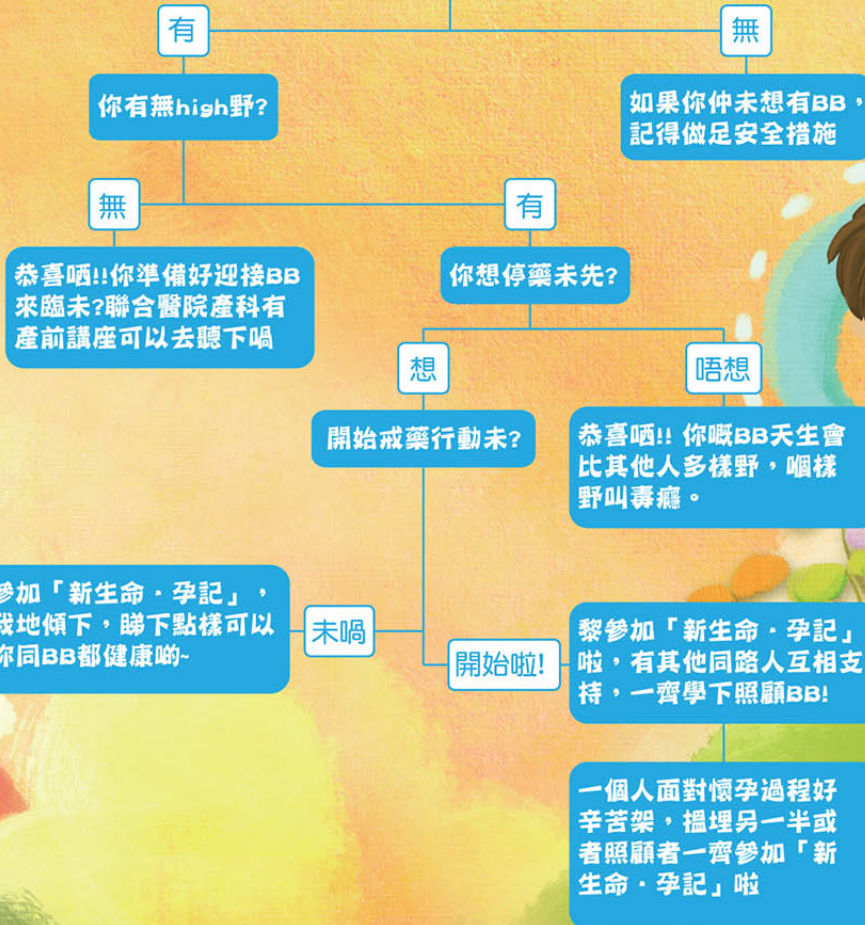 有
無
你有無high野?
如果你仲未想有BB，
記得做足安全措施
無
有
恭喜哂!!你準備好迎接BB
來臨未?聯合醫院產科有
產前講座可以去聽下喎
你想停藥未先?
想
唔想
開始戒藥行動未?
恭喜哂!! 你嘅BB天生會
比其他人多樣野，嗰樣
野叫毒癮。
參加「新生命·孕記」，
我地傾下，睇下點樣可以
你同BB都健康喲~
未喎
開始啦!
黎參加「新生命·孕記」
啦，有其他同路人互相支
持，一齊學下照顧BB!
一個人面對懷孕過程好
辛苦架，搵埋另一半或
者照顧者一齊參加「新
生命·孕記」啦